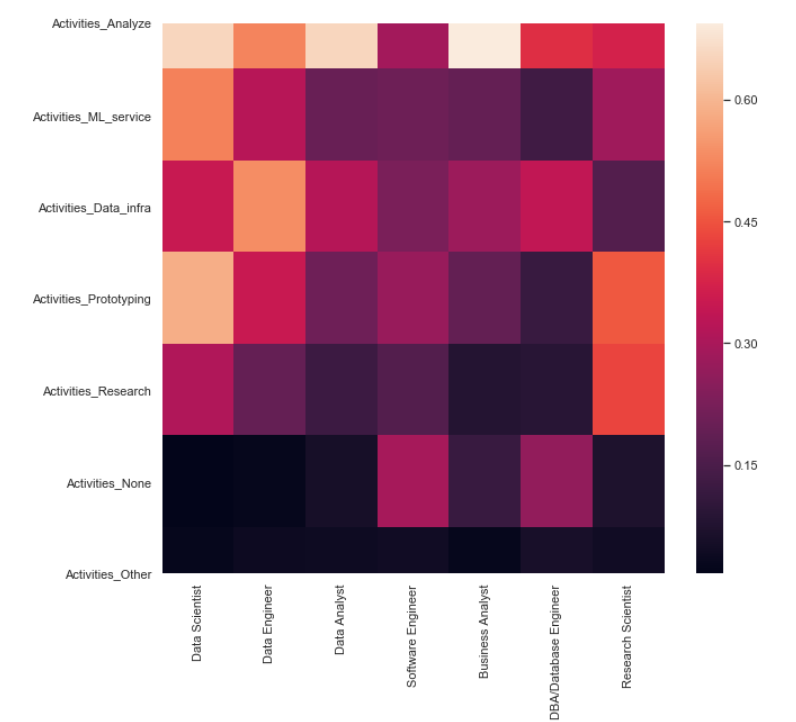 Activities_Analyze
Activities_ML_service
Activities_Data_infra
Activities_Prototyping
Activities_Research
Activities_None
Activities_Other
0.60
0.45
0.30
0.15
Data Scientist
Data Engineer
Data Analyst
Software Engineer
Business Analyst
DBA/Database Engineer
Research Scientist